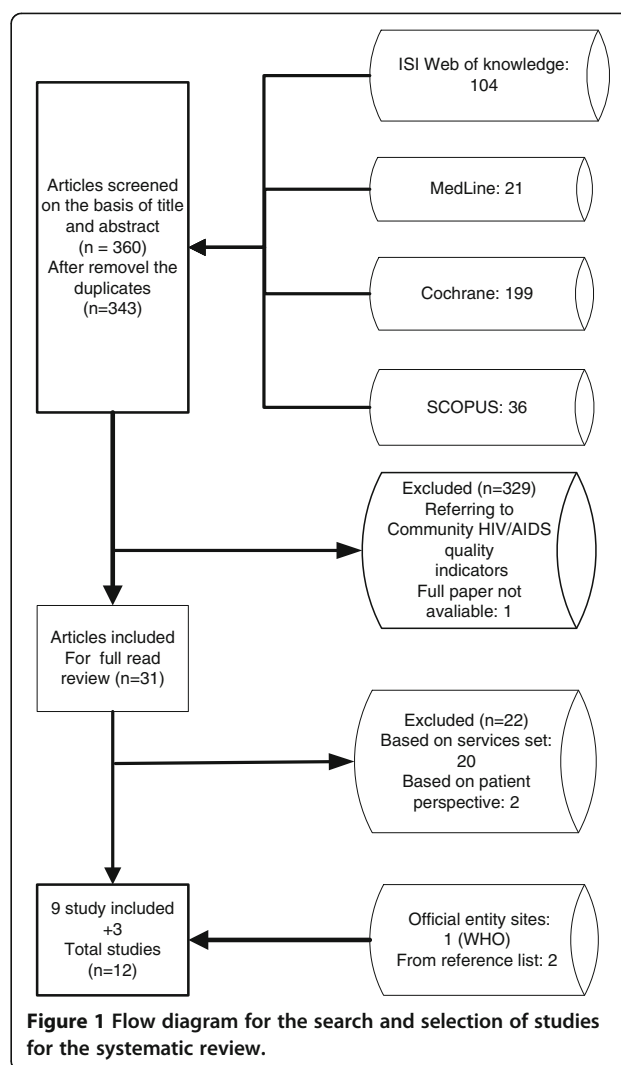 ISI Web of knowledge:
104
Articles screened
on the basis of title
and abstract
(n = 360)
After removel the
duplicates
(n=343)
MedLine: 21
Cochrane: 199
SCOPUS: 36
Excluded (n=329)
Referring to
Community HIV/AIDS
quality
indicators
Full paper not
avaliable: 1
Articles included
For full read
review (n=31)
Excluded (n=22)
Based on services set:
20
Based on patient
perspective: 2
9 study included
+3
Total studies
(n=12)
Official entity sites:
1 (WHO)
From reference list: 2
Figure 1 Flow diagram for the search and selection of studies
for the systematic review.